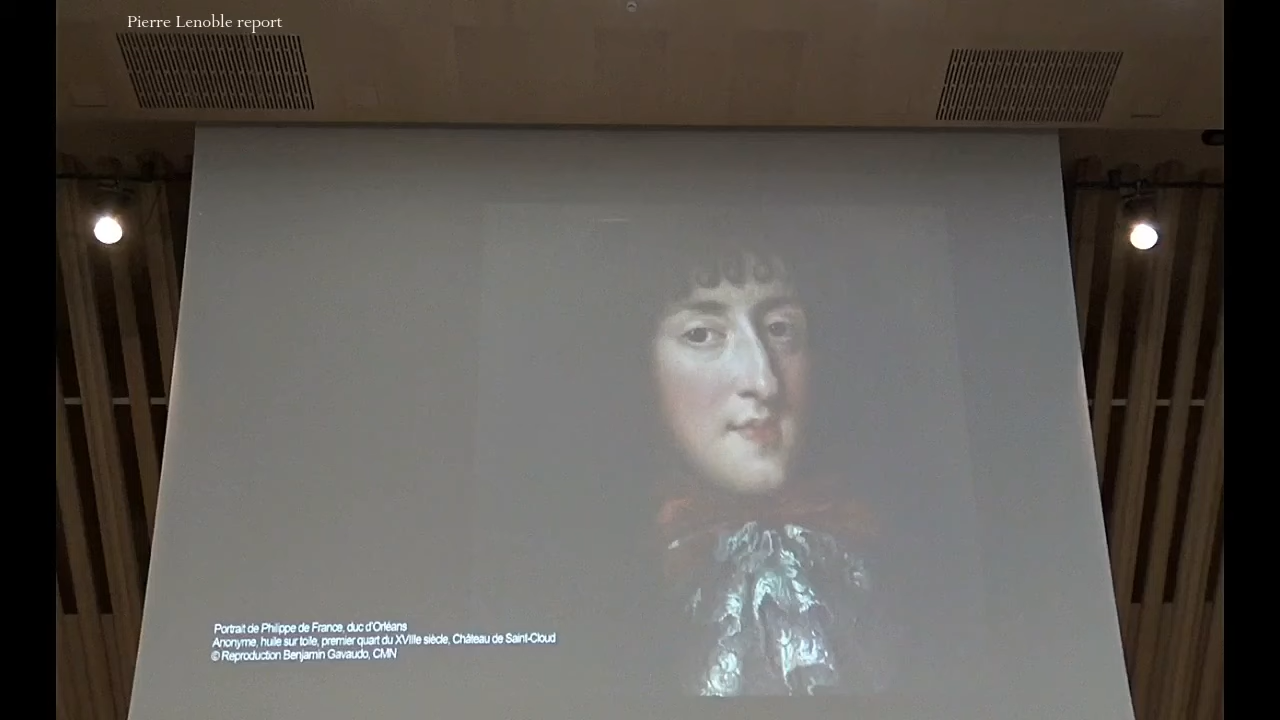 Pierre Lenoble report
Portrait de Philippe de France, duc d'Orléans
Anonyme, huile sur toile, premier quart du XVIIIe siècle, Château de Saint-Cloud
© Reproduction Benjamin Gavaudo, CMN